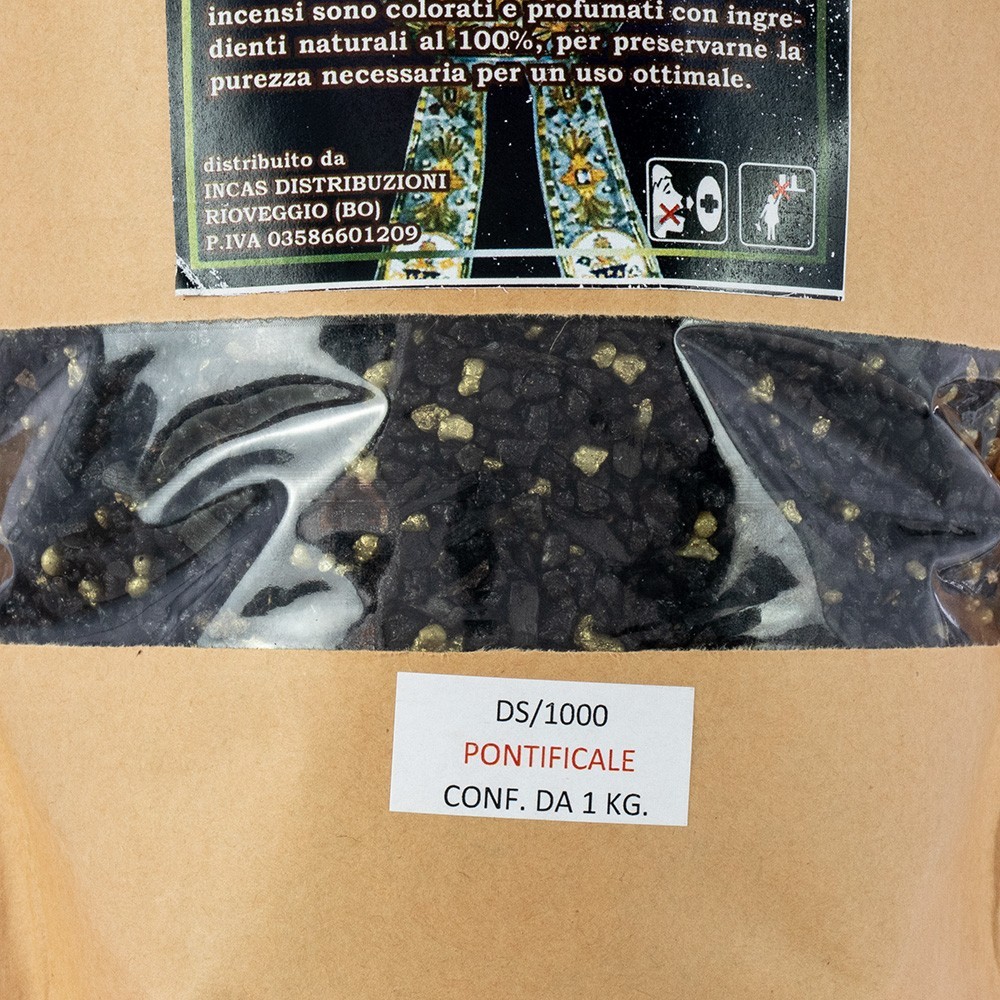 incensi sono colorati e profumati con ingre-
dienti naturali al 100%, per preservarne la
purezza necessaria per un uso ottimale.
distribuito da
INCAS DISTRIBUZIONI
RIOVEGGIO (BO)
P.IVA 03586601209
DS/1000
PONTIFICALE
CONF. DA 1 KG.